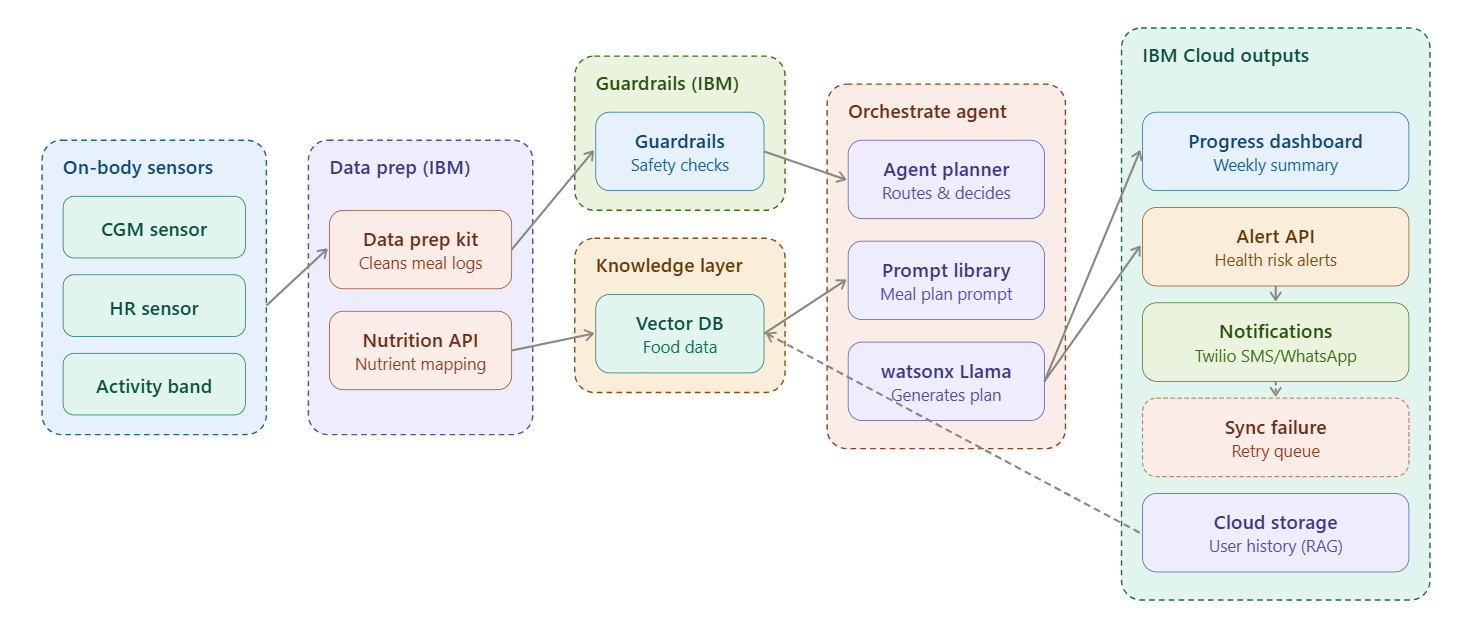 On-body sensors
CGM sensor
HR sensor
Activity band
Data prep (IBM)
Data prep kit
Cleans meal logs
Nutrition API
Nutrient mapping
Guardrails (IBM)
Guardrails
Safety checks
Knowledge layer
Vector DB
Food data
Orchestrate agent
Agent planner
Routes & decides
Prompt library
Meal plan prompt
watsonx Llama
Generates plan
IBM Cloud outputs
Progress dashboard
Weekly summary
Alert API
Health risk alerts
Notifications
Twilio SMS/WhatsApp
Sync failure
Retry queue
Cloud storage
User history (RAG)